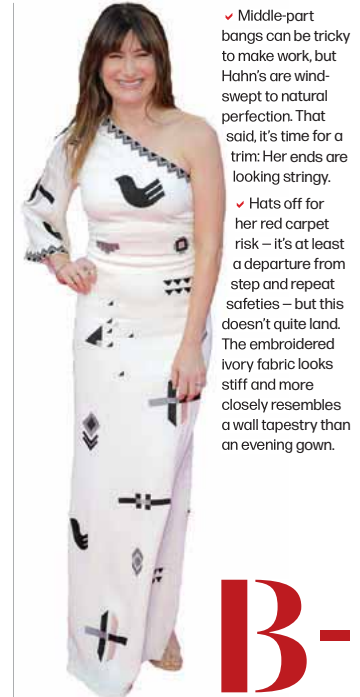 ✓ Middle-part
bangs can be tricky
to make work, but
Hahn's are wind-
swept to natural
perfection. That
said, it's time for a
trim: Her ends are
looking stringy.
✓ Hats off for
her red carpet
risk – it's at least
a departure from
step and repeat
safeties – but this
doesn't quite land.
The embroidered
ivory fabric looks
stiff and more
closely resembles
a wall tapestry than
an evening gown.
B-